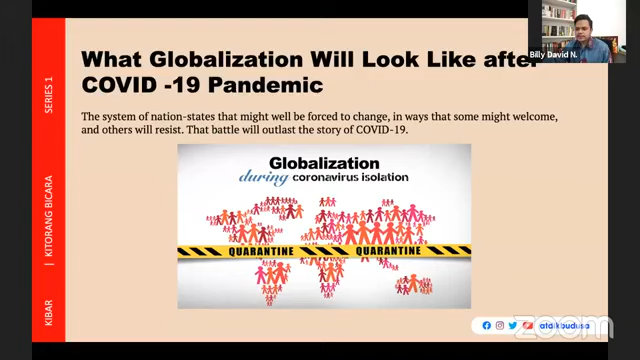 What Globalization Will Look Like after
COVID -19 Pandemic
The system of nation-states that might well be forced to change, in ways that some might welcome,
and others will resist. That battle will outlast the story of COVID-19.
Globalization
during coronavirus isolation
QUARANTINE QUARANTINE
SERIES 1
| KITORANG BICARA
KIBAR
Billy David N.
atdikbudusa
zoom